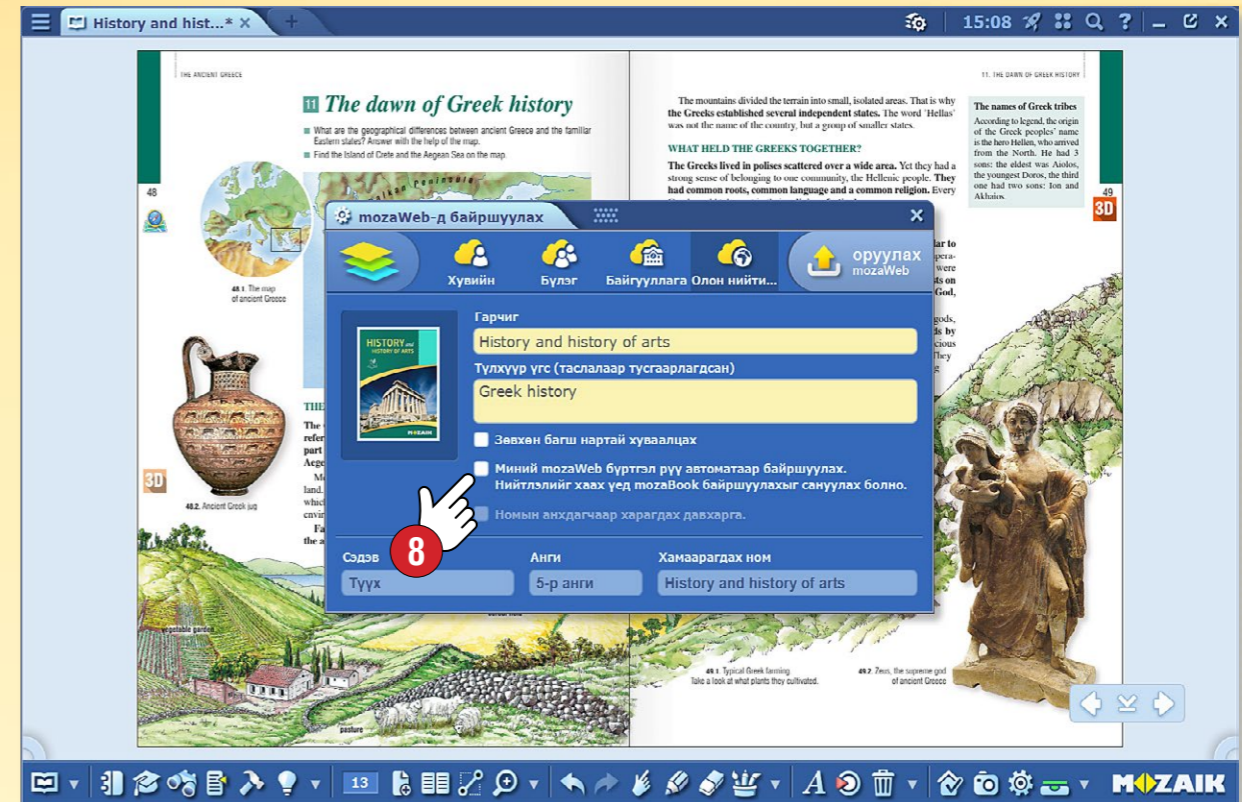 History and hist...*
15:08
THE ANCIENT GREECE
11. THE DAWN OF GREEK HISTORY
11 The dawn of Greek history
What are the geographical differences between ancient Greece and the familiar
Eastern states? Answer with the help of the map.
Find the Island of Crete and the Aegean Sea on the map.
48
48.1. The map
of ancient Greece
3D
48.2. Ancient Greek jug
The mountains divided the terrain into small, isolated areas. That is why
the Greeks established several independent states. The word 'Hellas'
was not the name of the country, but a group of smaller states.
WHAT HELD THE GREEKS TOGETHER?
The Greeks lived in polises scattered over a wide area. Yet they had a
strong sense of belonging to one community, the Hellenic people. They
had common roots, common language and a common religion. Every
The names of Greek tribes
According to legend, the origin
of the Greek peoples' name
is the hero Hellen, who arrived
from the North. He had 3
sons: the eldest was Aiolos,
the youngest Doros, the third
one had two sons: Ion and
Akhaios.
49
3D
mozaWeb-д байршуулах
Хувийн
Бүлэг
Байгууллага
Олон нийти...
оруулах
mozaWeb
HISTORY and
HISTORY OF ARTS
MOZAIK
Гарчиг
History and history of arts
Түлхүүр үгс (таслалаар тусгаарлагдсан)
Greek history
Зөвхөн багш нартай хуваалцах
Миний mozaWeb бүртгэл рүү автоматаар байршуулах.
Нийтлэлийг хаах үед mozaBook байршуулахыг сануулах болно.
Номын анхдагчаар харагдах давхарга.
8
Сэдэв
Анги
Хамаарагдах ном
Түүх
5-р анги
History and history of arts
vegetable garden
pasture
49.1. Typical Greek farming
Take a look at what plants they cultivated.
49.2. Zeus, the supreme god
of ancient Greece
13
MOZAIK